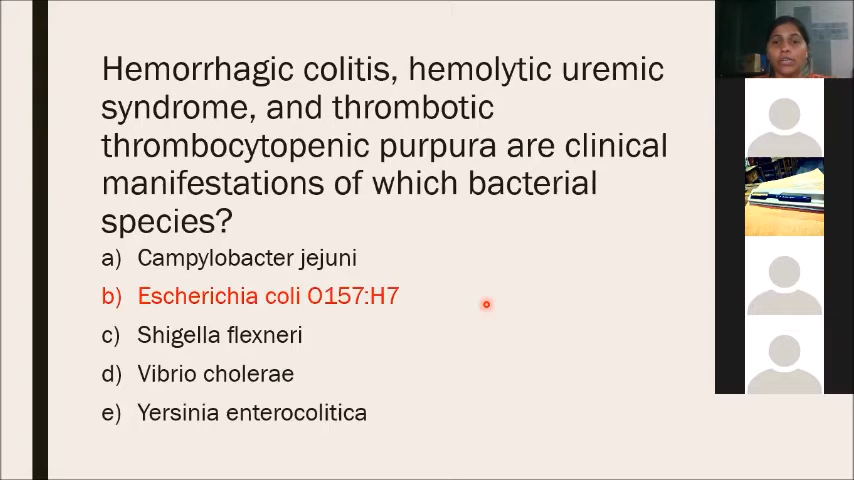 Hemorrhagic colitis, hemolytic uremic
syndrome, and thrombotic
thrombocytopenic purpura are clinical
manifestations of which bacterial
species?
a) Campylobacter jejuni
b) Escherichia coli O157:H7
c) Shigella flexneri
d) Vibrio cholerae
e) Yersinia enterocolitica